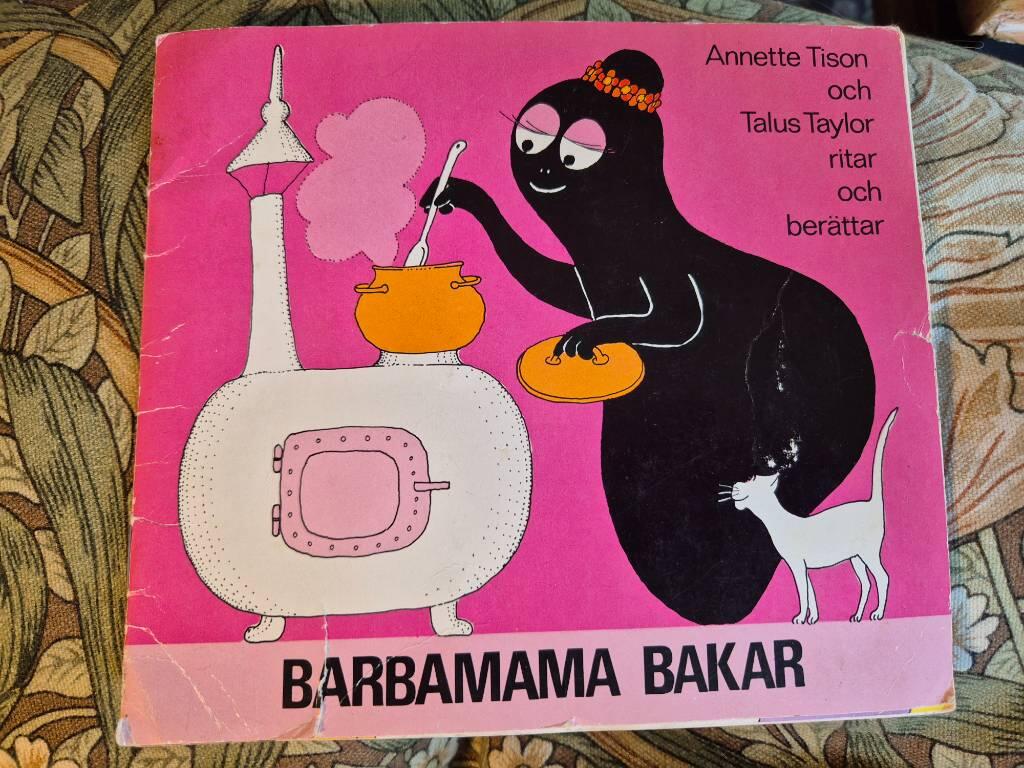 Annette Tison
och
Talus Taylor
ritar
och
berättar
BARBAMAMA BAKAR